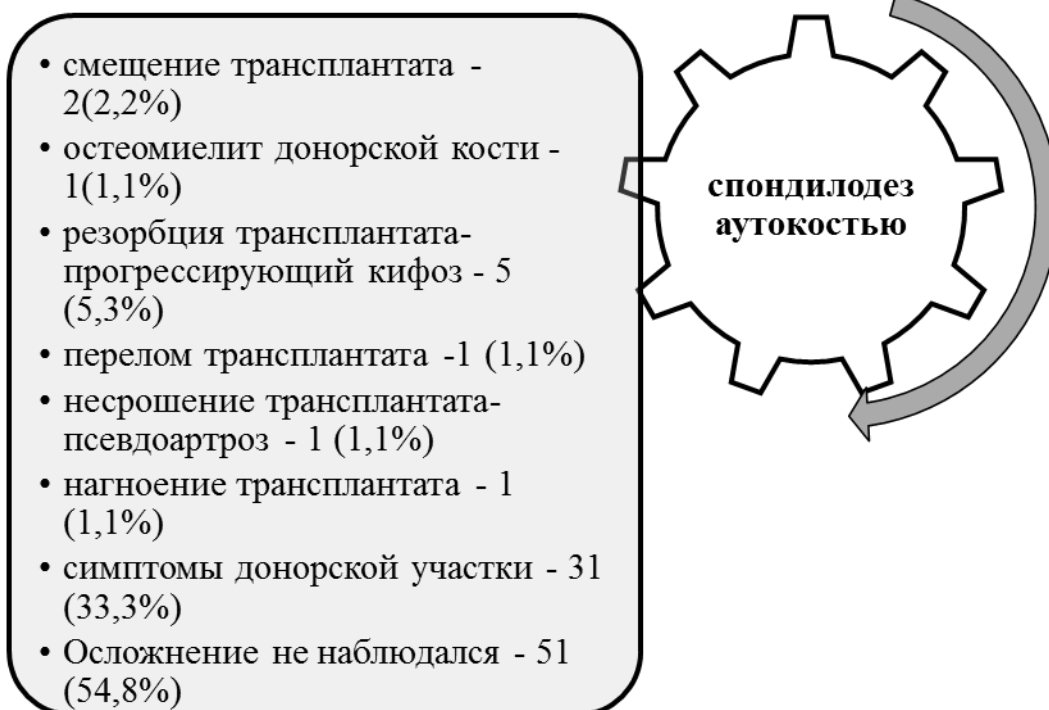 • смещение трансплантата -
2(2,2%)
• остеомиелит донорской кости -
1(1,1%)
• резорбция трансплантата-
прогрессирующий кифоз - 5
(5,3%)
• перелом трансплантата -1 (1,1%)
• несрошение трансплантата-
псевдоартроз - 1 (1,1%)
• нагноение трансплантата - 1
(1,1%)
• симптомы донорской участки - 31
(33,3%)
• Осложнение не наблюдался - 51
(54,8%)
спондилодез
аутокостью